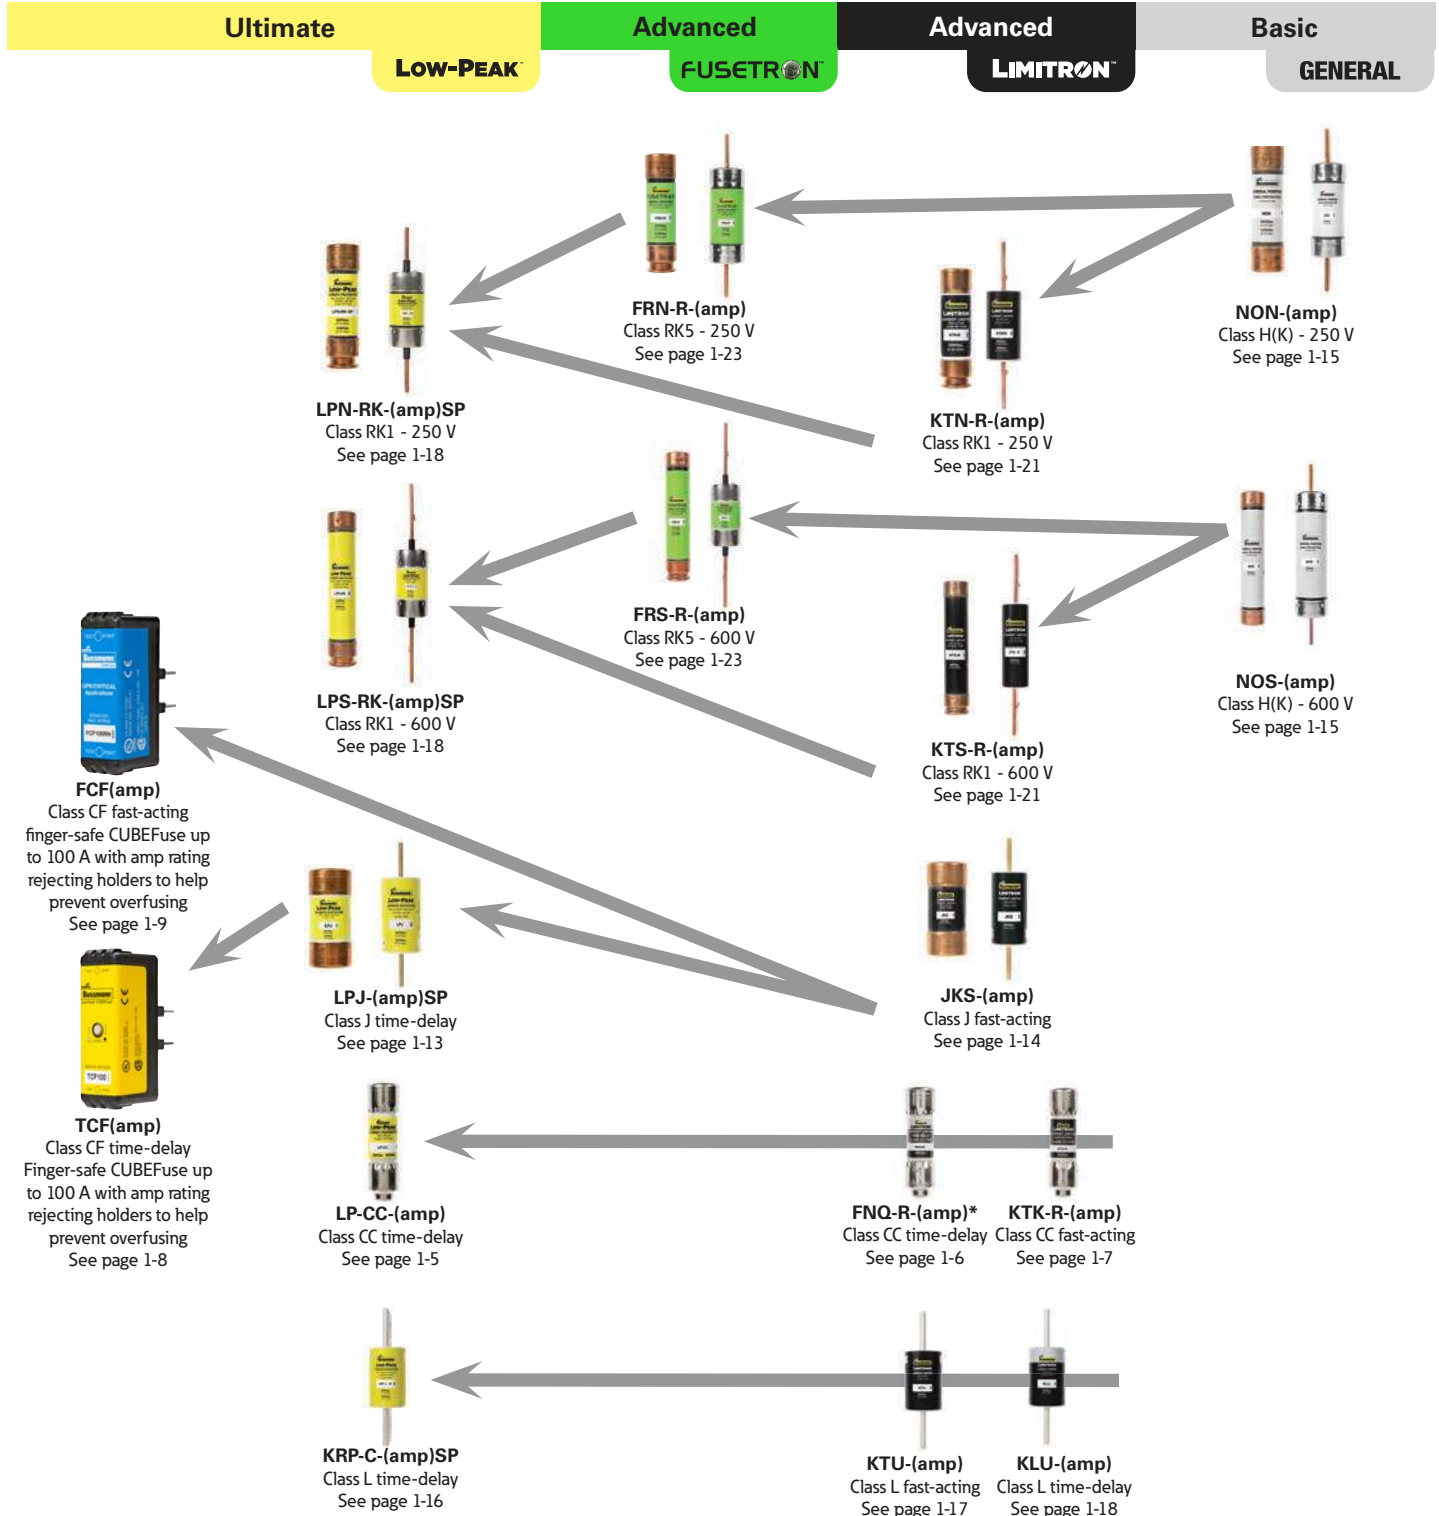 Ultimate
Advanced
Advanced
Basic
LOW-PEAK™
FUSETRON™
LIMITRON™
GENERAL
FRN-R-(amp)
Class RK5 - 250 V
See page 1-23
NON-(amp)
Class H(K) - 250 V
See page 1-15
LPN-RK-(amp)SP
Class RK1 - 250 V
See page 1-18
KTN-R-(amp)
Class RK1 - 250 V
See page 1-21
FRS-R-(amp)
Class RK5 - 600 V
See page 1-23
NOS-(amp)
Class H(K) - 600 V
See page 1-15
LPS-RK-(amp)SP
Class RK1 - 600 V
See page 1-18
KTS-R-(amp)
Class RK1 - 600 V
See page 1-21
Bussmann
UPS/CRITICAL
Applications
FCF100RN
FCF(amp)
Class CF fast-acting
finger-safe CUBEFuse up
to 100 A with amp rating
rejecting holders to help
prevent overfusing
See page 1-9
LPJ-(amp)SP
Class J time-delay
See page 1-13
JKS-(amp)
Class J fast-acting
See page 1-14
Bussmann
TCF100
TCF(amp)
Class CF time-delay
Finger-safe CUBEFuse up
to 100 A with amp rating
rejecting holders to help
prevent overfusing
See page 1-8
LP-CC-(amp)
Class CC time-delay
See page 1-5
FNQ-R-(amp)*
Class CC time-delay
See page 1-6
KTK-R-(amp)
Class CC fast-acting
See page 1-7
KRP-C-(amp)SP
Class L time-delay
See page 1-16
KTU-(amp)
Class L fast-acting
See page 1-17
KLU-(amp)
Class L time-delay
See page 1-18